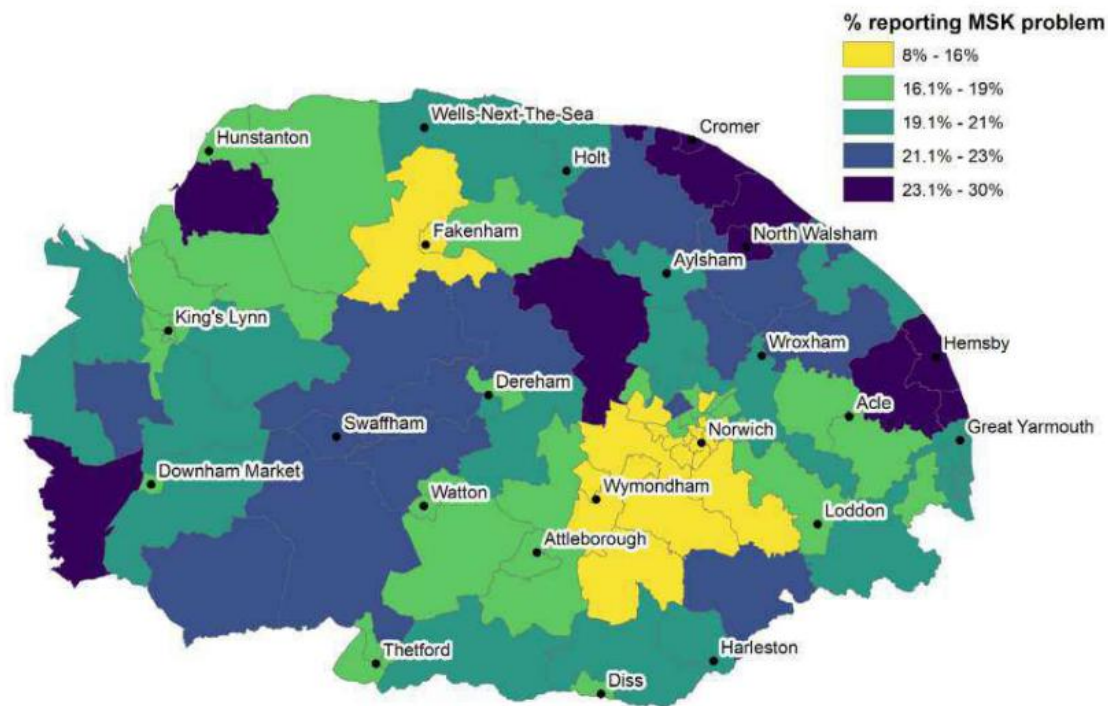 % reporting MSK problem
8% - 16%
16.1% - 19%
19.1% - 21%
21.1% - 23%
23.1% - 30%
Wells-Next-The-Sea
Cromer
Hunstanton
Holt
Fakenham
North Walsham
Aylsham
King's Lynn
Wroxham
Hemsby
Dereham
Acle
Swaffham
Norwich
Great Yarmouth
Downham Market
Watton
Wymondham
Loddon
Attleborough
Thetford
Harleston
Diss